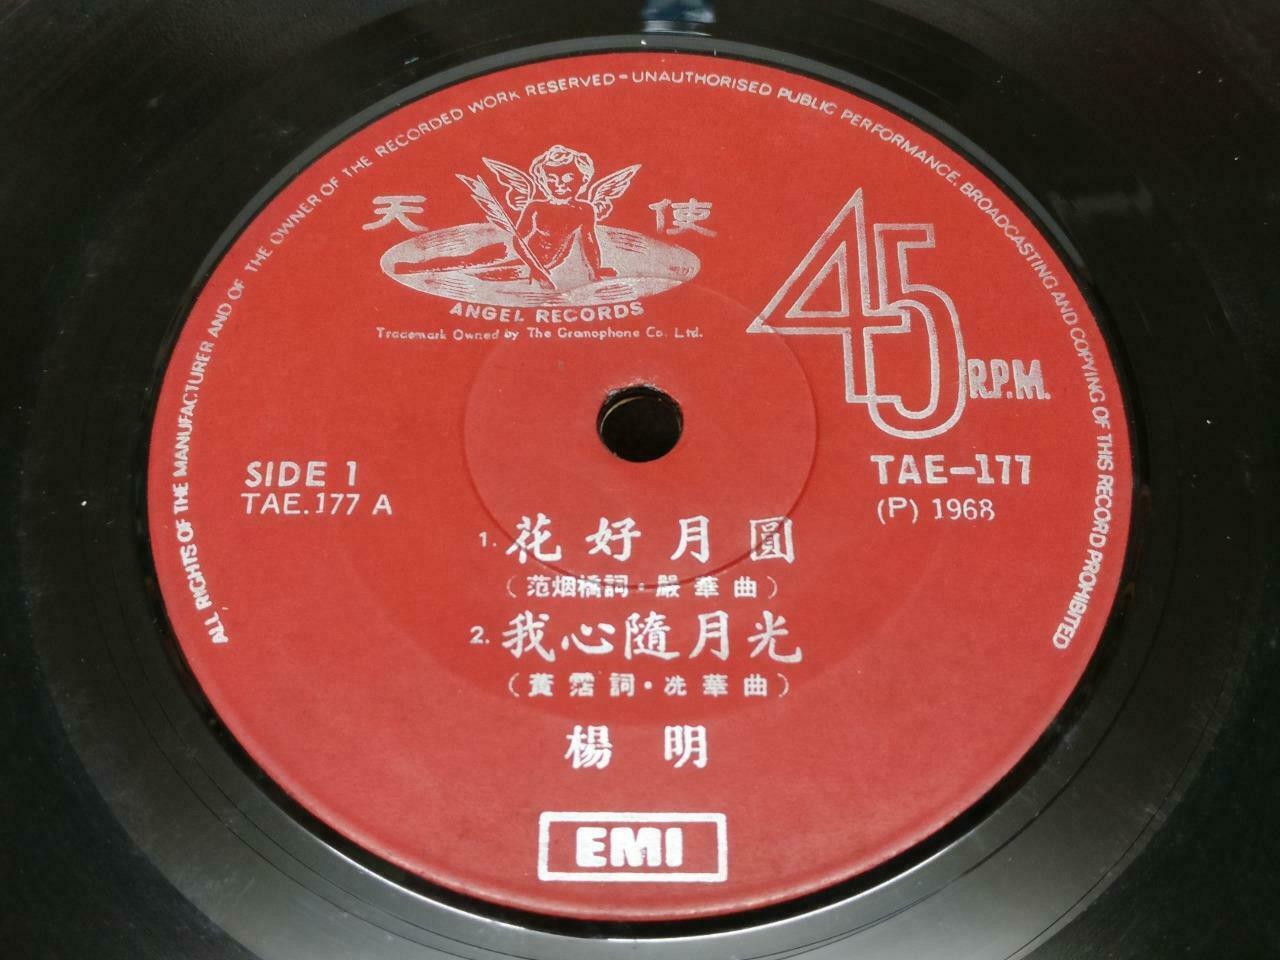 ALL RIGHTS OF THE MANUFACTURER AND OF THE OWNER OF THE RECORDED WORK RESERVED - UNAUTHORISED PUBLIC PERFORMANCE, BROADCASTING AND COPYING OF THIS RECORD PROHIBITED
天使
ANGEL RECORDS
Trademark Owned by The Gramophone Co. Ltd.
45 R.P.M.
SIDE 1
TAE.177 A
TAE-177
(P) 1968
1. 花好月圓
(范烟橋詞·嚴華曲)
2. 我心隨月光
(黃霑詞·冼華曲)
楊明
EMI